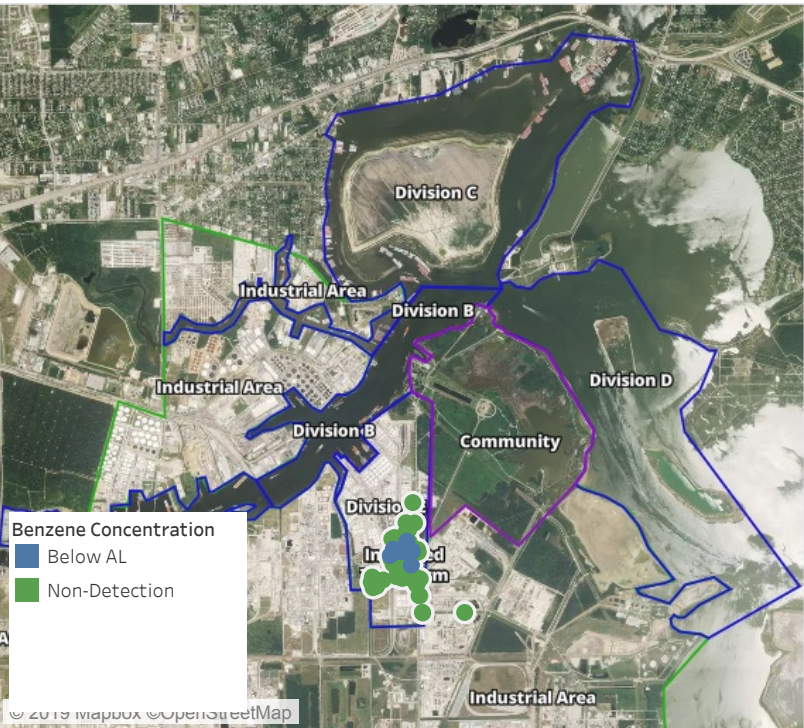 Division C
Industrial Area
Division B
Industrial Area
Division D
Division B
Community
Benzene Concentration
Below AL
Non-Detection
Industrial Area
© 2019 Mapbox ©OpenStreetMap